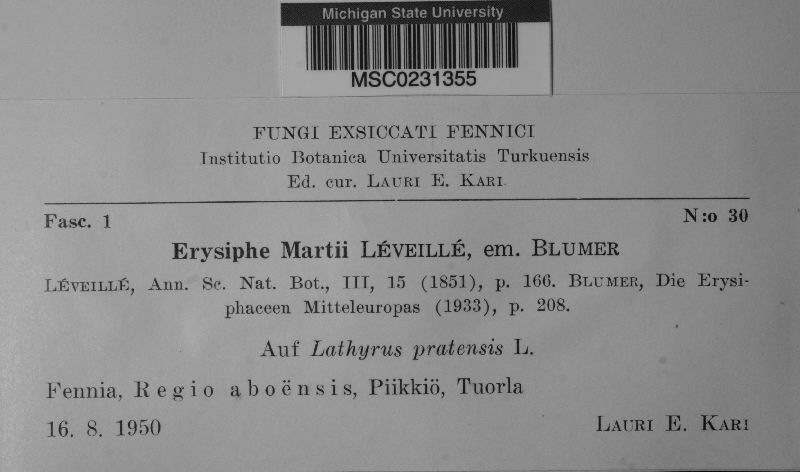 Michigan State University
MSC0231355
FUNGI EXSICCATI FENNICI
Institutio Botanica Universitatis Turkuensis
Ed. cur. LAURI E. KARI
Fasc. 1 N:o 30
Erysiphe Martii LÉVEILLÉ, em. BLUMER
LÉVEILLÉ, Ann. Sc. Nat. Bot., III, 15 (1851), p. 166. BLUMER, Die Erysi-
phaceen Mitteleuropas (1933), p. 208.
Auf Lathyrus pratensis L.
Fennia, Regio aboënsis, Piikkiö, Tuorla
16. 8. 1950 LAURI E. KARI